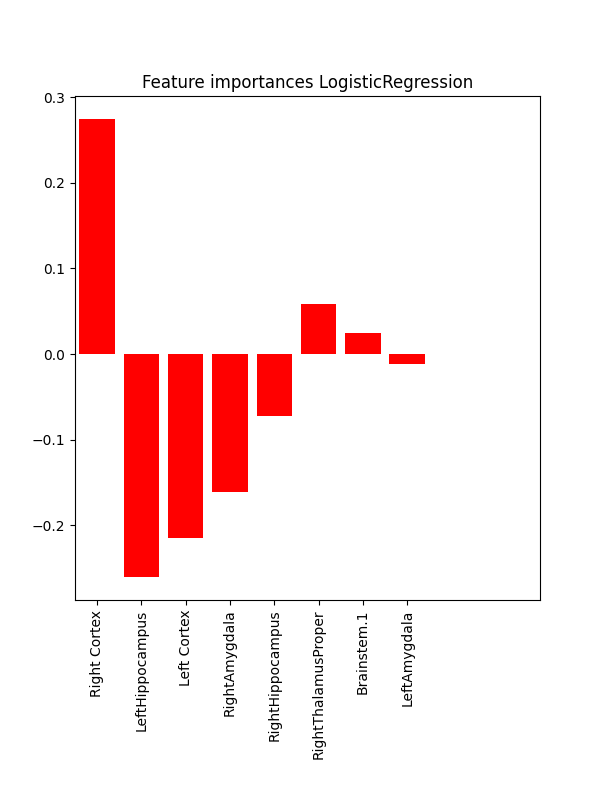 Feature importances LogisticRegression
0.3
0.2
0.1
0.0
−0.1
−0.2
Right Cortex
LeftHippocampus
Left Cortex
RightAmygdala
RightHippocampus
RightThalamusProper
Brainstem.1
LeftAmygdala